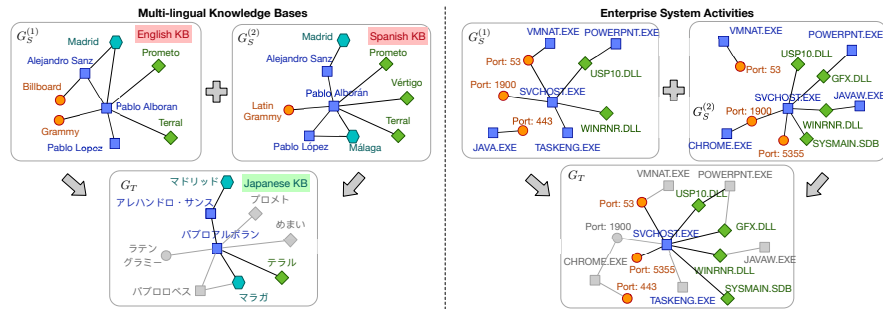 Multi-lingual Knowledge Bases
G_S^{(1)}
English KB
Madrid
Prometo
Alejandro Sanz
Billboard
Pablo Alboran
Grammy
Terral
Pablo Lopez
G_S^{(2)}
Spanish KB
Madrid
Prometo
Alejandro Sanz
Vértigo
Pablo Alborán
Latin
Grammy
Terral
Pablo López
Málaga
G_T
マドリッド
Japanese KB
アレハンドロ・サンス
プロメト
めまい
パブロアルボラン
ラテン
グラミー
テラル
パブロロペス
マラガ
Enterprise System Activities
G_S^{(1)}
VMNAT.EXE
POWERPNT.EXE
Port: 53
USP10.DLL
Port: 1900
SVCHOST.EXE
Port: 443
WINRNR.DLL
JAVA.EXE
TASKENG.EXE
VMNAT.EXE
POWERPNT.EXE
USP10.DLL
Port: 53
GFX.DLL
SVCHOST.EXE
JAVAW.EXE
G_S^{(2)}
Port: 1900
WINRNR.DLL
CHROME.EXE
SYSMAIN.SDB
Port: 5355
G_T
VMNAT.EXE
POWERPNT.EXE
USP10.DLL
Port: 53
Port: 1900
GFX.DLL
SVCHOST.EXE
JAVAW.EXE
CHROME.EXE
Port: 5355
WINRNR.DLL
Port: 443
SYSMAIN.SDB
TASKENG.EXE